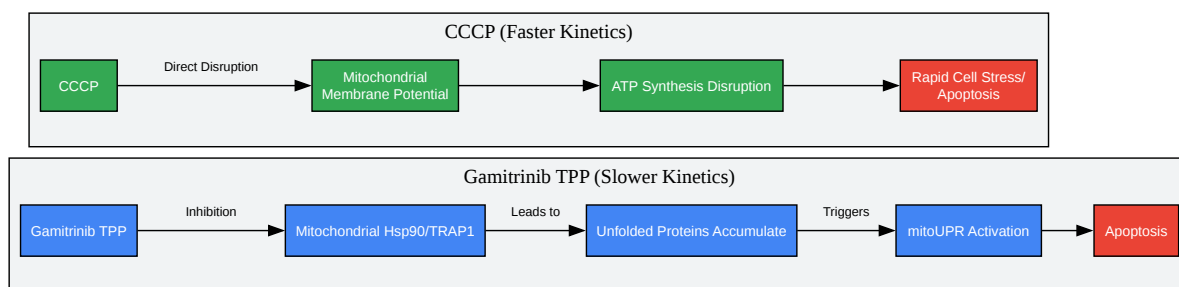 CCCP (Faster Kinetics)
CCCP
Direct Disruption
Mitochondrial
Membrane Potential
ATP Synthesis Disruption
Rapid Cell Stress/
Apoptosis
Gamitrinib TPP (Slower Kinetics)
Gamitrinib TPP
Inhibition
Mitochondrial Hsp90/TRAP1
Leads to
Unfolded Proteins Accumulate
Triggers
mitoUPR Activation
Apoptosis